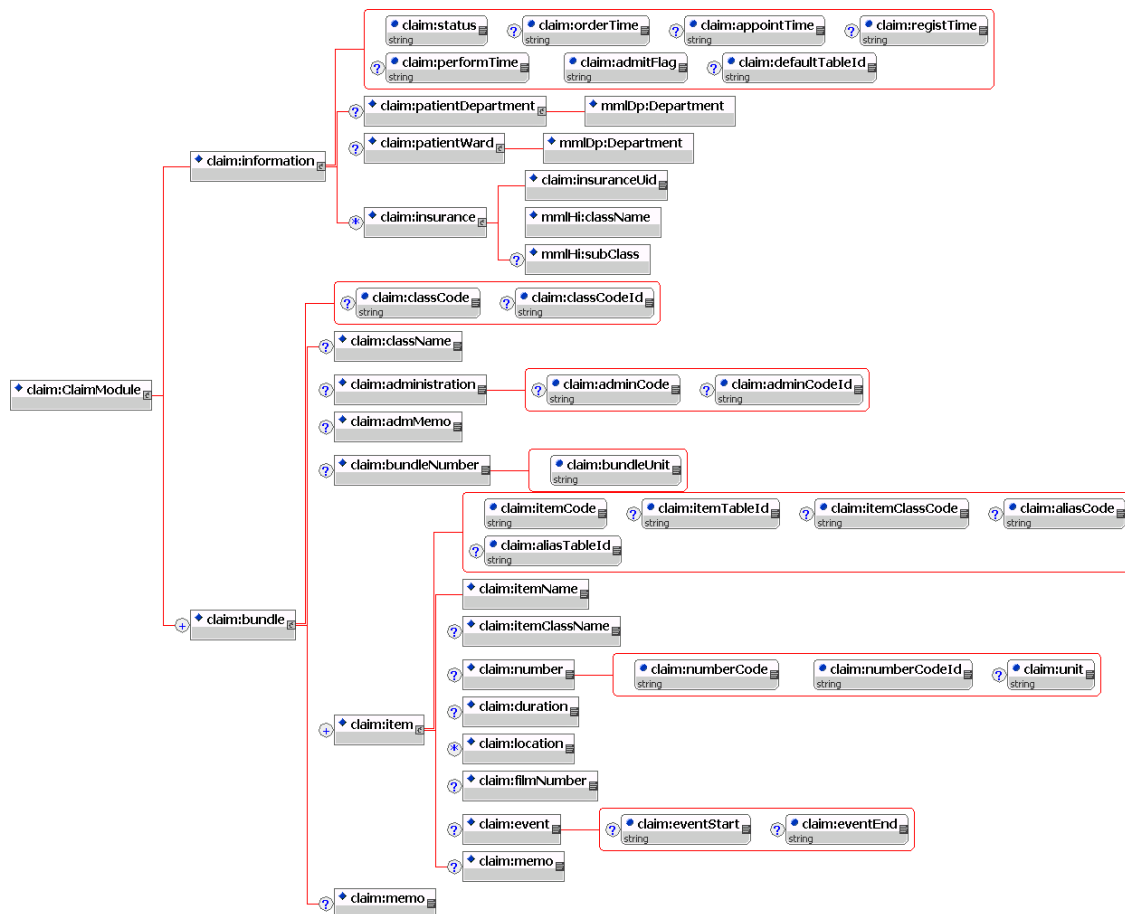 claim:status
string
? claim:orderTime
string
? claim:appointTime
string
? claim:registTime
string
? claim:performTime
string
claim:admitFlag
string
? claim:defaultTableId
string
? claim:patientDepartment
mmlDp:Department
? claim:patientWard
mmlDp:Department
claim:information
claim:insuranceUid
* claim:insurance
mmlHi:className
? mmlHi:subClass
? claim:classCode
string
? claim:classCodeId
string
? claim:className
claim:ClaimModule
? claim:administration
? claim:adminCode
string
? claim:adminCodeId
string
? claim:admMemo
? claim:bundleNumber
claim:bundleUnit
string
claim:itemCode
string
? claim:itemTableId
string
? claim:itemClassCode
string
? claim:aliasCode
string
? claim:aliasTableId
string
claim:itemName
+ claim:bundle
? claim:itemClassName
? claim:number
claim:numberCode
string
claim:numberCodeId
string
? claim:unit
string
? claim:duration
+ claim:item
* claim:location
? claim:filmNumber
? claim:event
? claim:eventStart
string
? claim:eventEnd
string
? claim:memo
? claim:memo